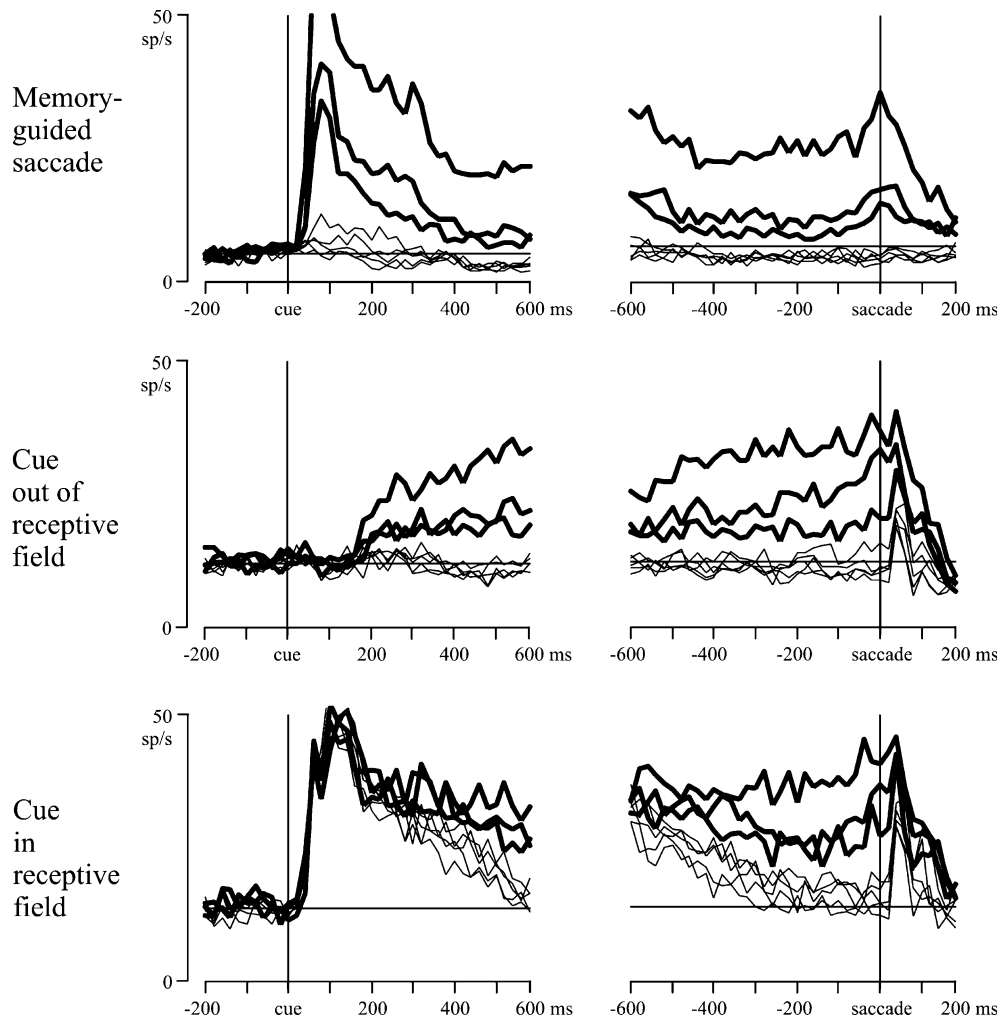 50
sp/s
Memory-
guided
saccade
0
-200 cue 200 400 600 ms
-600 -400 -200 saccade 200 ms
50
sp/s
Cue
out of
receptive
field
0
-200 cue 200 400 600 ms
-600 -400 -200 saccade 200 ms
50
sp/s
Cue
in
receptive
field
0
-200 cue 200 400 600 ms
-600 -400 -200 saccade 200 ms